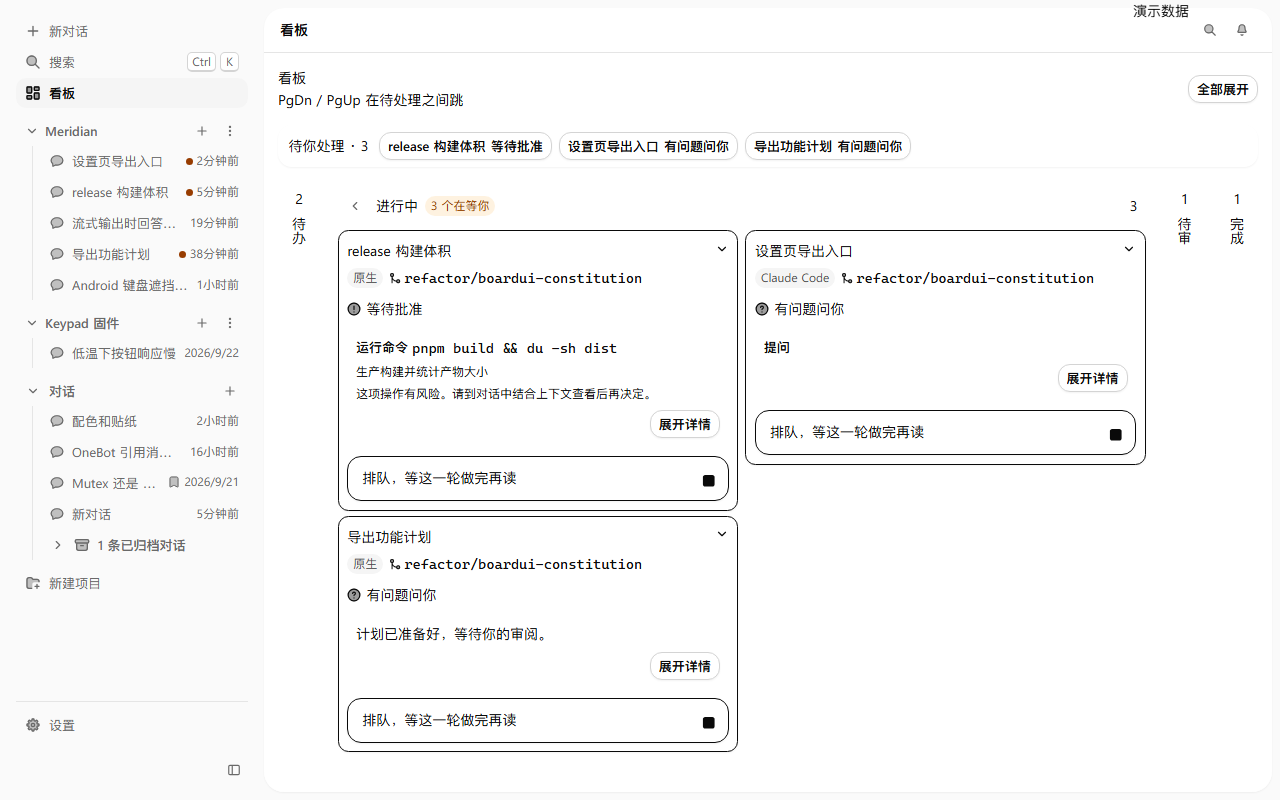 新对话
搜索 Ctrl K
看板
Meridian
设置页导出入口 2分钟前
release 构建体积 5分钟前
流式输出时回答… 19分钟前
导出功能计划 38分钟前
Android 键盘遮挡… 1小时前
Keypad 固件
低温下按钮响应慢 2026/9/22
对话
配色和贴纸 2小时前
OneBot 引用消… 16小时前
Mutex 还是 … 2026/9/21
新对话 5分钟前
1 条已归档对话
新建项目
设置
演示数据
看板
看板
PgDn / PgUp 在待处理之间跳
全部展开
待你处理 · 3
release 构建体积 等待批准
设置页导出入口 有问题问你
导出功能计划 有问题问你
2
待办
进行中 3 个在等你 3
release 构建体积
原生 refactor/boardui-constitution
等待批准
运行命令 pnpm build && du -sh dist
生产构建并统计产物大小
这项操作有风险。请到对话中结合上下文查看后再决定。
展开详情
排队，等这一轮做完再读
设置页导出入口
Claude Code refactor/boardui-constitution
有问题问你
提问
展开详情
排队，等这一轮做完再读
导出功能计划
原生 refactor/boardui-constitution
有问题问你
计划已准备好，等待你的审阅。
展开详情
排队，等这一轮做完再读
1
待审
1
完成